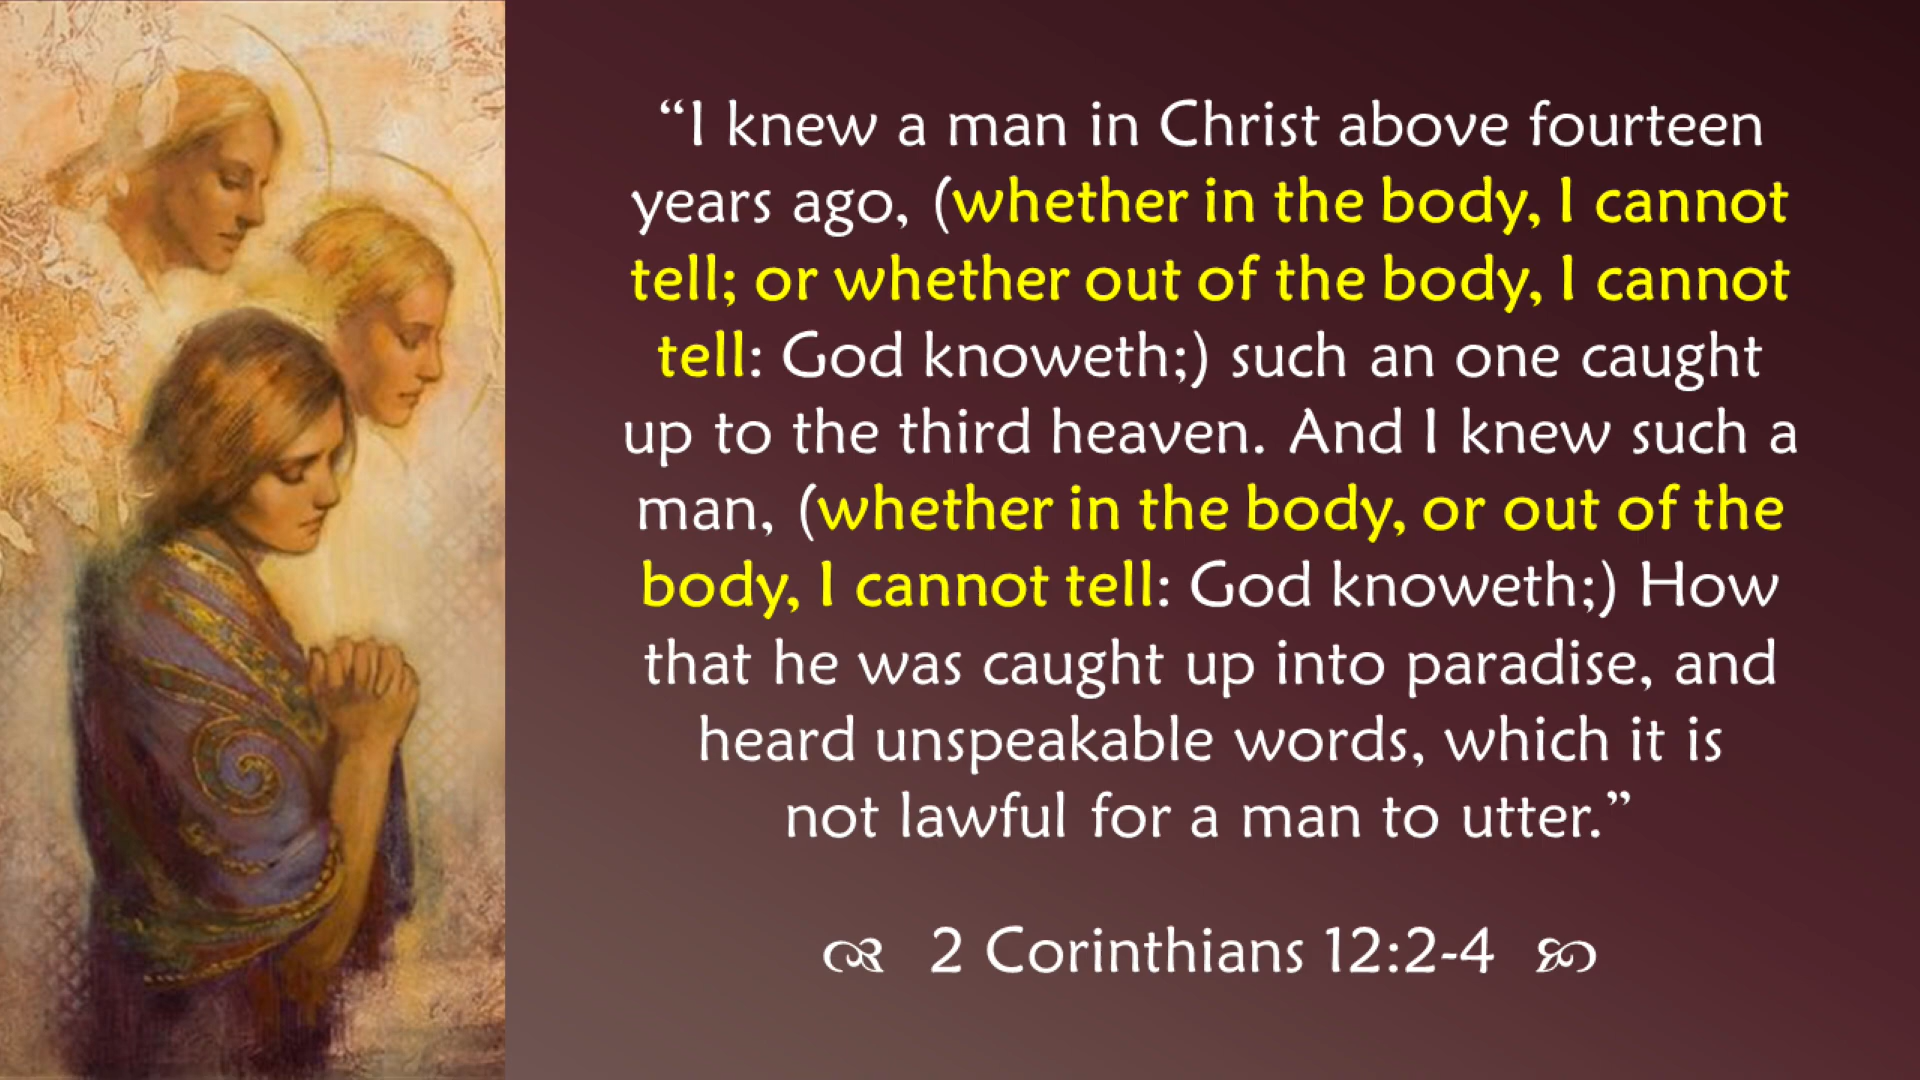 “I knew a man in Christ above fourteen
years ago, (whether in the body, I cannot
tell; or whether out of the body, I cannot
tell: God knoweth;) such an one caught
up to the third heaven. And I knew such a
man, (whether in the body, or out of the
body, I cannot tell: God knoweth;) How
that he was caught up into paradise, and
heard unspeakable words, which it is
not lawful for a man to utter.”
2 Corinthians 12:2-4